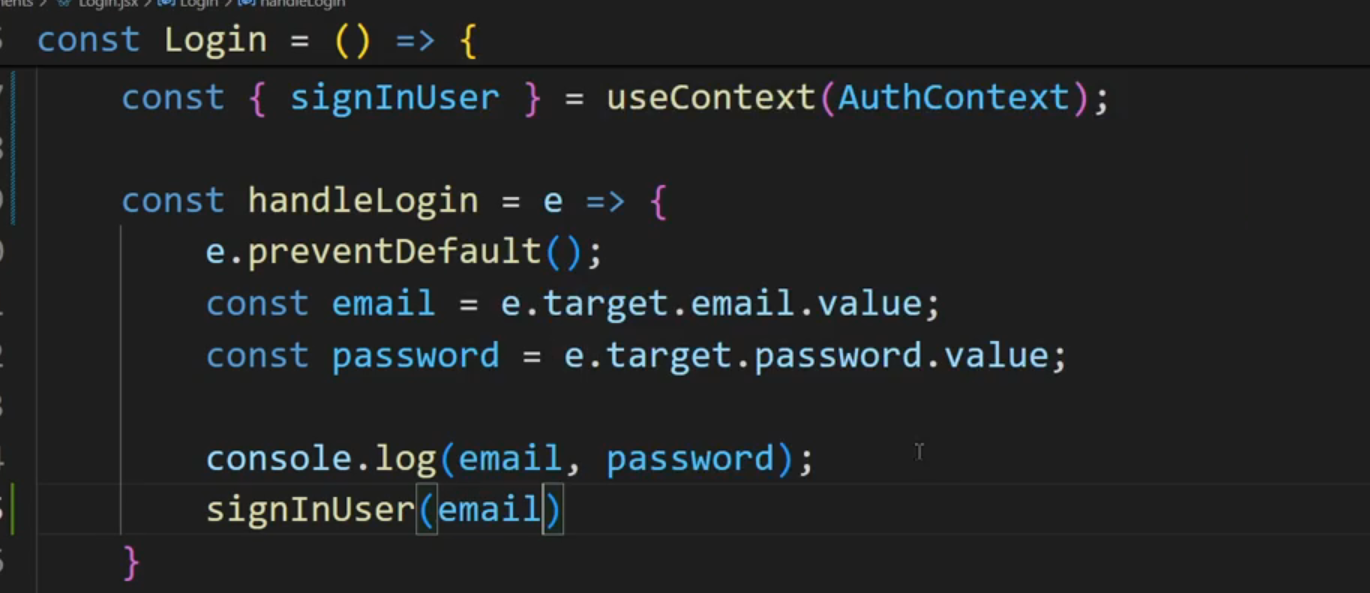 Login.jsx > Login > handleLogin
const Login = () => {
const { signInUser } = useContext(AuthContext);
const handleLogin = e => {
e.preventDefault();
const email = e.target.email.value;
const password = e.target.password.value;
console.log(email, password);
signInUser(email)
}